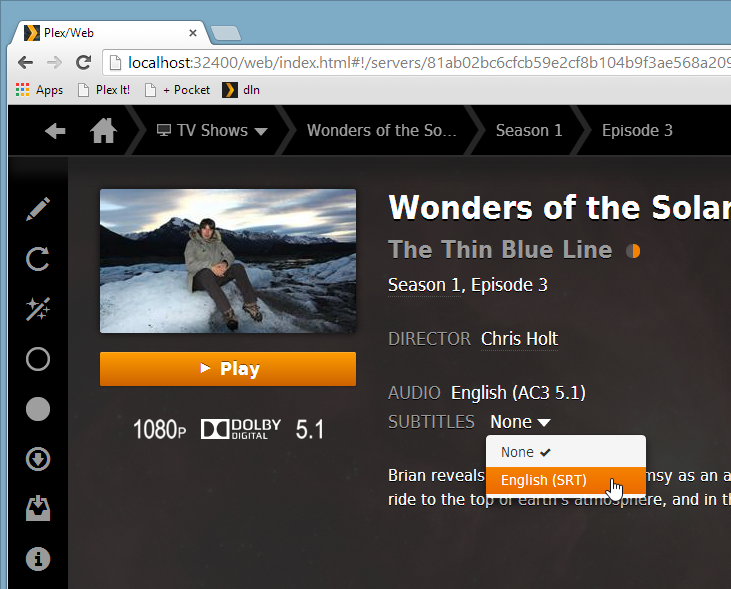 Plex/Web
localhost:32400/web/index.html#!/servers/81ab02bc6cfcb59e2cf8b104b9f3ae568a209
Apps Plex It! + Pocket dln
TV Shows Wonders of the So... Season 1 Episode 3
Wonders of the Solar
The Thin Blue Line
Season 1, Episode 3
DIRECTOR Chris Holt
Play
AUDIO English (AC3 5.1)
SUBTITLES None
1080P DOLBY DIGITAL 5.1
None
English (SRT)
Brian reveals msy as an a
ride to the top of earth's atmosphere, and in th